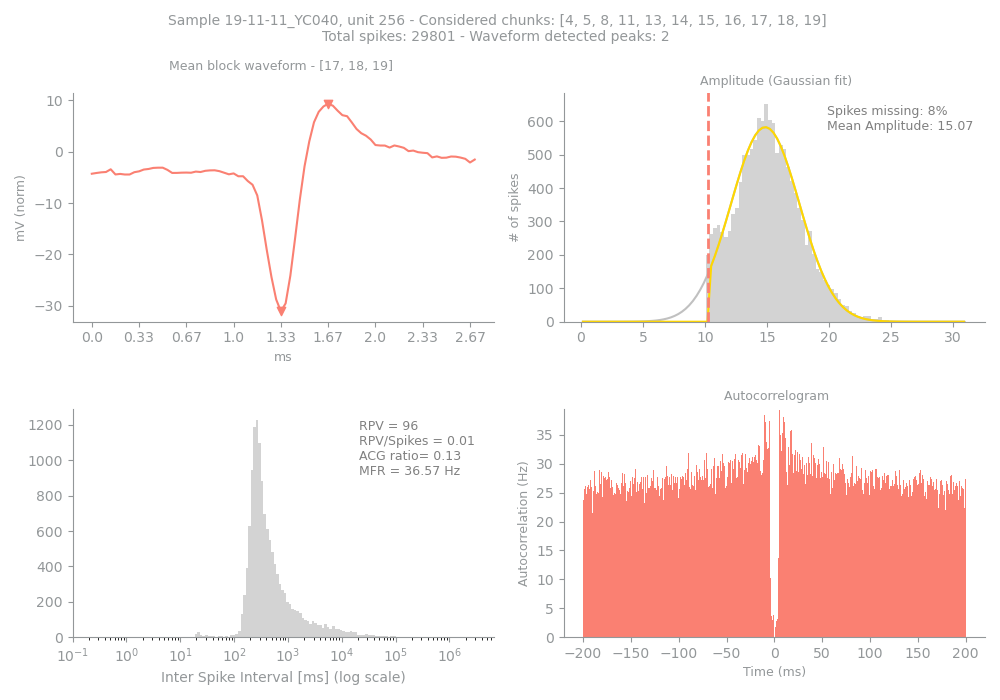 Sample 19-11-11_YC040, unit 256 - Considered chunks: [4, 5, 8, 11, 13, 14, 15, 16, 17, 18, 19]
Total spikes: 29801 - Waveform detected peaks: 2
Mean block waveform - [17, 18, 19]
10
0
−10
−20
−30
mV (norm)
0.0 0.33 0.67 1.0 1.33 1.67 2.0 2.33 2.67
ms
Amplitude (Gaussian fit)
Spikes missing: 8%
Mean Amplitude: 15.07
600
500
400
300
200
100
0
# of spikes
0 5 10 15 20 25 30
RPV = 96
RPV/Spikes = 0.01
ACG ratio= 0.13
MFR = 36.57 Hz
1200
1000
800
600
400
200
0
10⁻¹ 10⁰ 10¹ 10² 10³ 10⁴ 10⁵ 10⁶
Inter Spike Interval [ms] (log scale)
Autocorrelogram
35
30
25
20
15
10
5
0
Autocorrelation (Hz)
−200 −150 −100 −50 0 50 100 150 200
Time (ms)